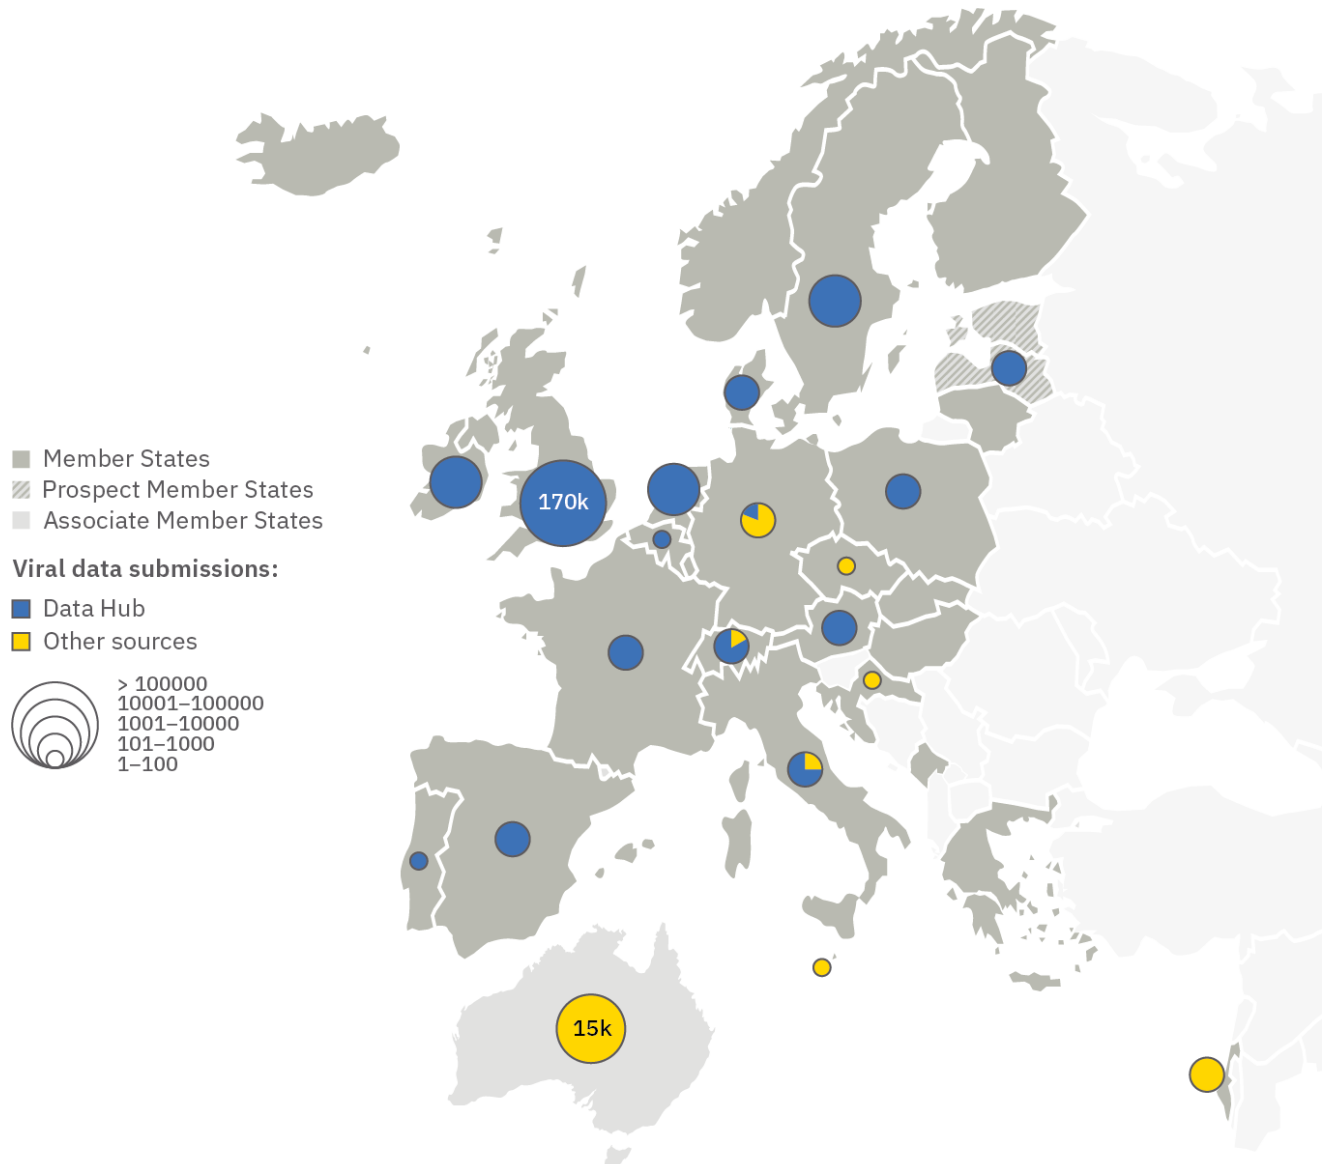 170k
Member States
Prospect Member States
Associate Member States
Viral data submissions:
Data Hub
Other sources
> 100000
10001–100000
1001–10000
101–1000
1–100
15k